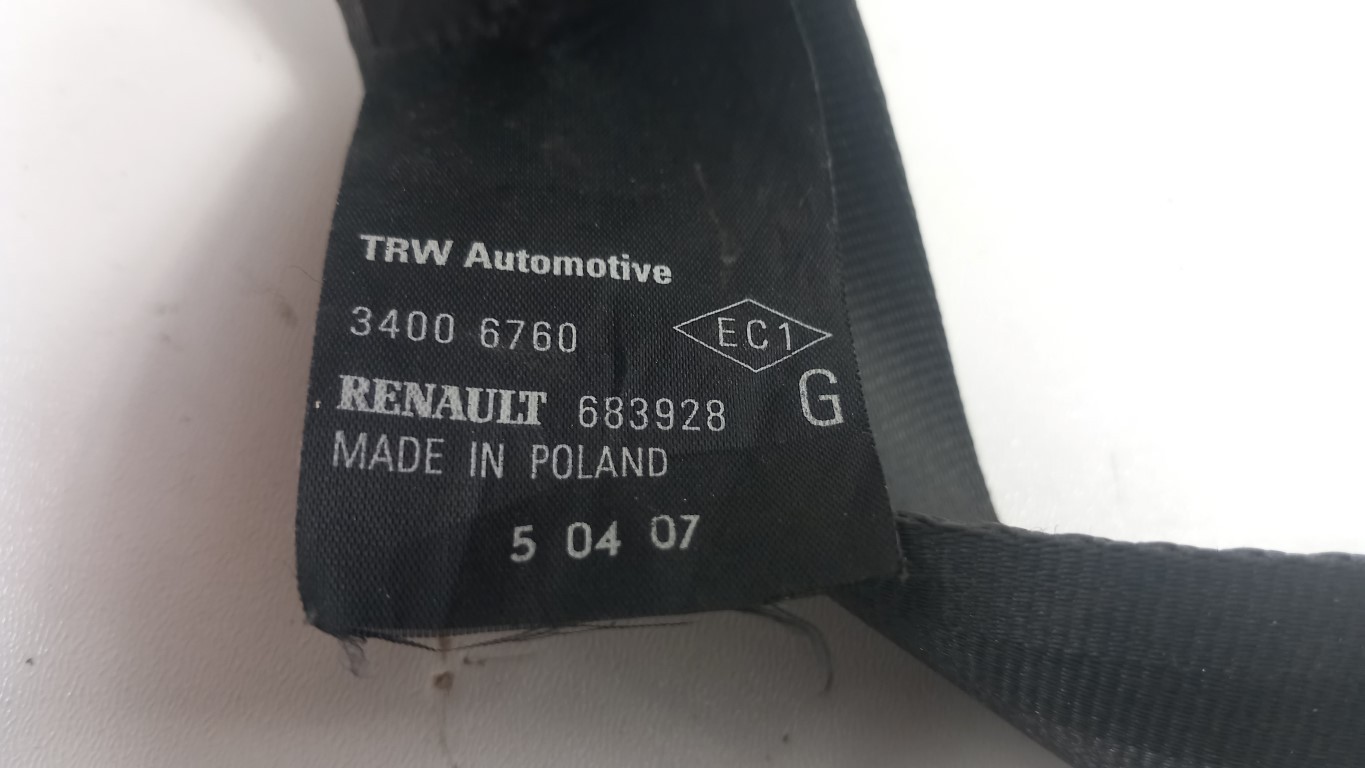 TRW Automotive
3400 6760
EC1
RENAULT 683928
G
MADE IN POLAND
5 04 07